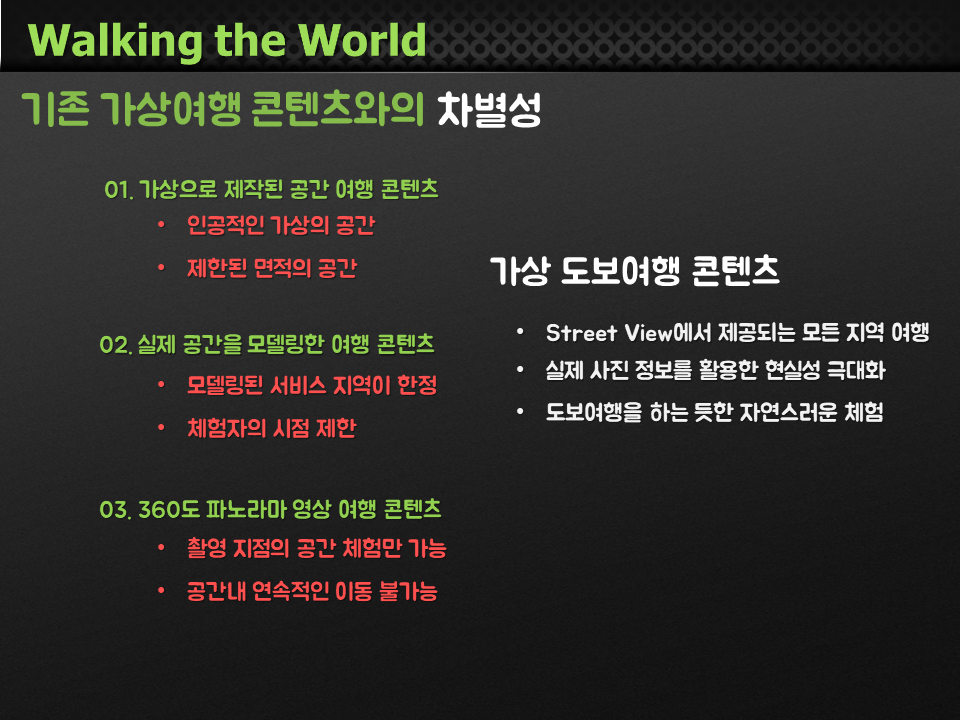 Walking the World
기존 가상여행 콘텐츠와의 차별성
01. 가상으로 제작된 공간 여행 콘텐츠
• 인공적인 가상의 공간
• 제한된 면적의 공간
02. 실제 공간을 모델링한 여행 콘텐츠
• 모델링된 서비스 지역이 한정
• 체험자의 시점 제한
03. 360도 파노라마 영상 여행 콘텐츠
• 촬영 지점의 공간 체험만 가능
• 공간내 연속적인 이동 불가능
가상 도보여행 콘텐츠
• Street View에서 제공되는 모든 지역 여행
• 실제 사진 정보를 활용한 현실성 극대화
• 도보여행을 하는 듯한 자연스러운 체험